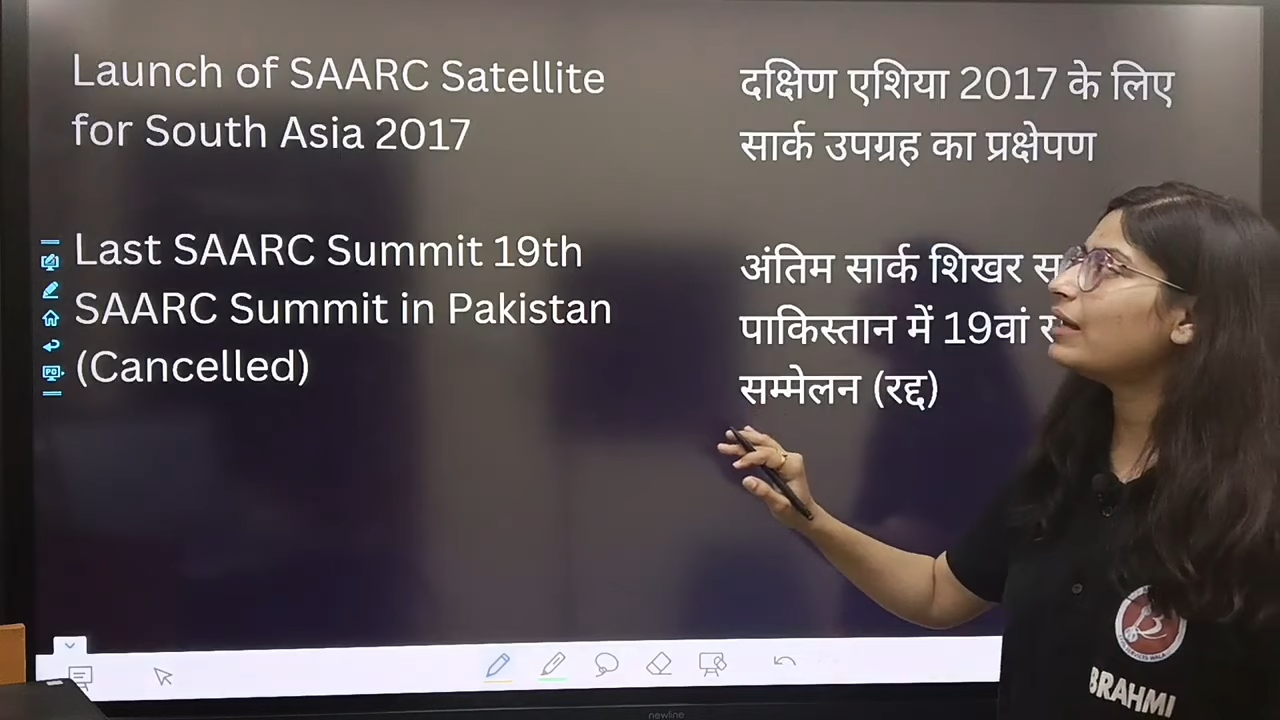 Launch of SAARC Satellite
for South Asia 2017
Last SAARC Summit 19th
SAARC Summit in Pakistan
(Cancelled)
दक्षिण एशिया 2017 के लिए
सार्क उपग्रह का प्रक्षेपण
अंतिम सार्क शिखर
पाकिस्तान में 19वां
सम्मेलन (रद्द)
BRAHMI
newline